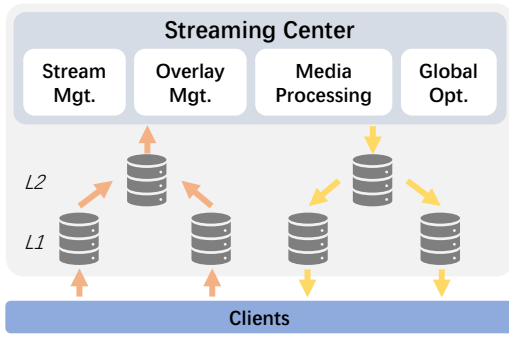 Streaming Center
Stream
Mgt.
Overlay
Mgt.
Media
Processing
Global
Opt.
L2
L1
Clients